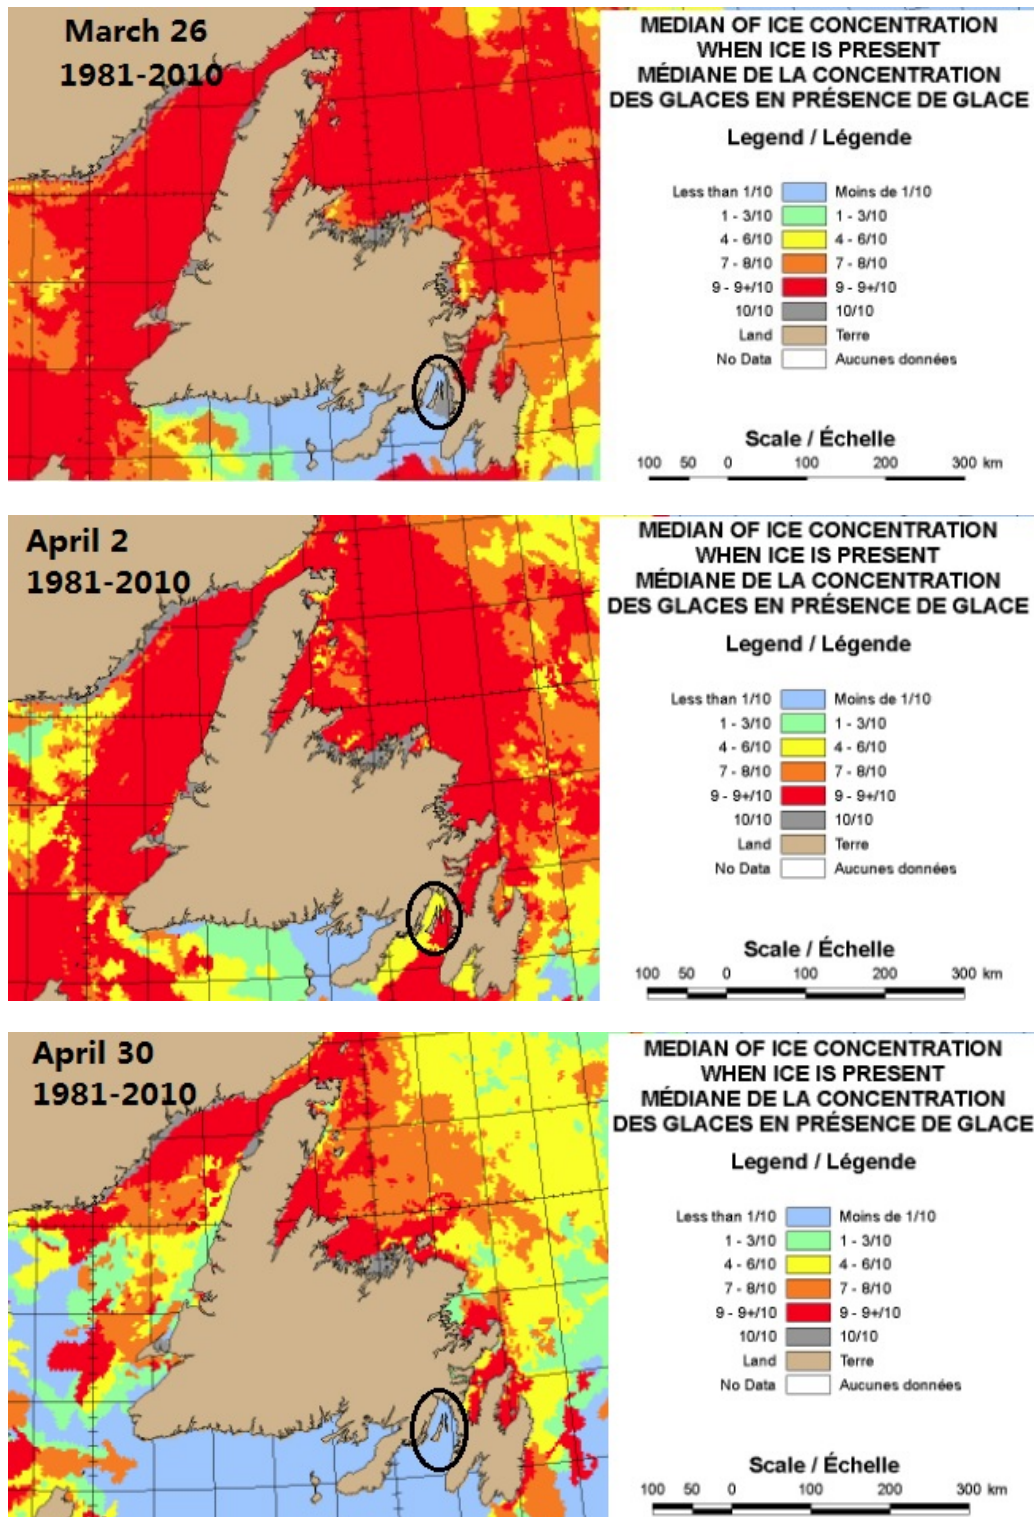 March 26
1981-2010
MEDIAN OF ICE CONCENTRATION
WHEN ICE IS PRESENT
MÉDIANE DE LA CONCENTRATION
DES GLACES EN PRÉSENCE DE GLACE
Legend / Légende
Less than 1/10 Moins de 1/10
1 - 3/10 1 - 3/10
4 - 6/10 4 - 6/10
7 - 8/10 7 - 8/10
9 - 9+/10 9 - 9+/10
10/10 10/10
Land Terre
No Data Aucunes données
Scale / Échelle
100 50 0 100 200 300 km
April 2
1981-2010
MEDIAN OF ICE CONCENTRATION
WHEN ICE IS PRESENT
MÉDIANE DE LA CONCENTRATION
DES GLACES EN PRÉSENCE DE GLACE
Legend / Légende
Less than 1/10 Moins de 1/10
1 - 3/10 1 - 3/10
4 - 6/10 4 - 6/10
7 - 8/10 7 - 8/10
9 - 9+/10 9 - 9+/10
10/10 10/10
Land Terre
No Data Aucunes données
Scale / Échelle
100 50 0 100 200 300 km
April 30
1981-2010
MEDIAN OF ICE CONCENTRATION
WHEN ICE IS PRESENT
MÉDIANE DE LA CONCENTRATION
DES GLACES EN PRÉSENCE DE GLACE
Legend / Légende
Less than 1/10 Moins de 1/10
1 - 3/10 1 - 3/10
4 - 6/10 4 - 6/10
7 - 8/10 7 - 8/10
9 - 9+/10 9 - 9+/10
10/10 10/10
Land Terre
No Data Aucunes données
Scale / Échelle
100 50 0 100 200 300 km